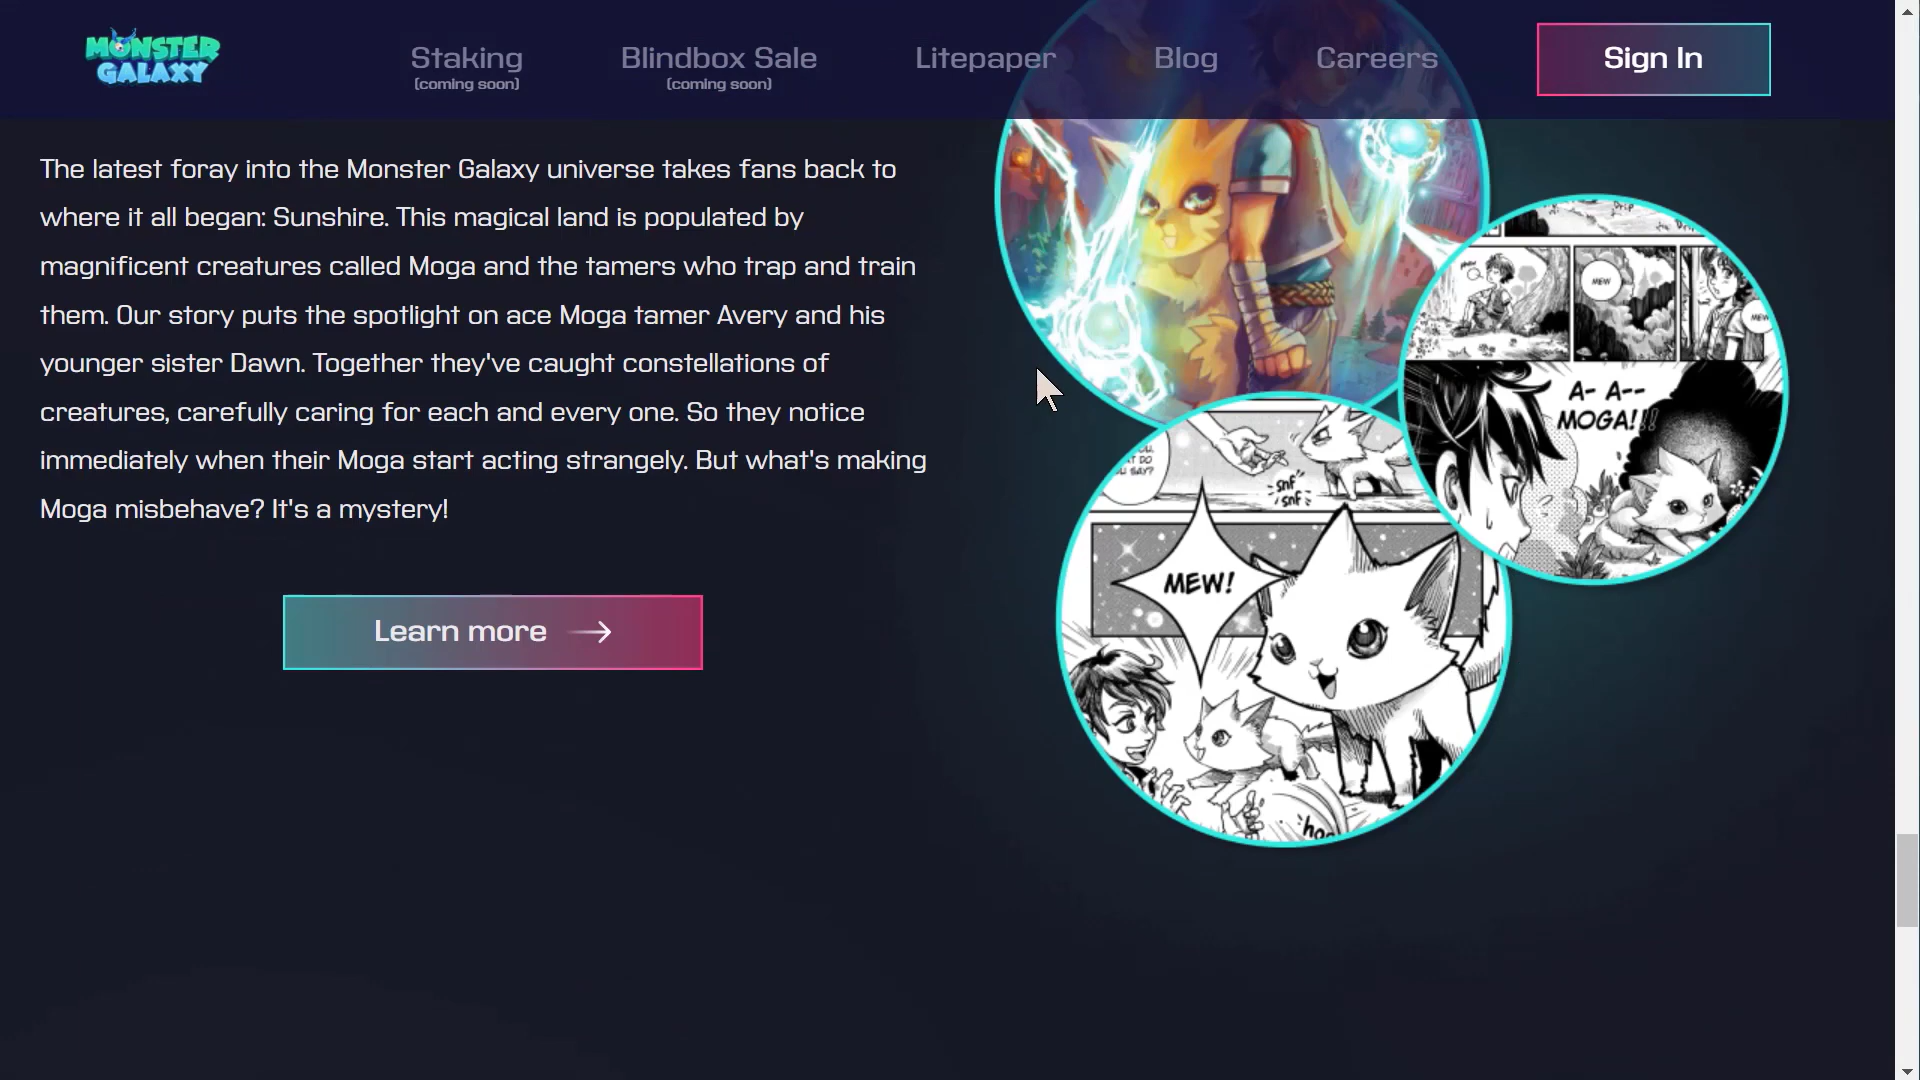 MONSTER
GALAXY
Staking
(coming soon)
Blindbox Sale
(coming soon)
Litepaper
Blog
Careers
Sign In
The latest foray into the Monster Galaxy universe takes fans back to
where it all began: Sunshire. This magical land is populated by
magnificent creatures called Moga and the tamers who trap and train
them. Our story puts the spotlight on ace Moga tamer Avery and his
younger sister Dawn. Together they've caught constellations of
creatures, carefully caring for each and every one. So they notice
immediately when their Moga start acting strangely. But what's making
Moga misbehave? It's a mystery!
Learn more
Drip
MEW
MEW
A- A--
MOGA!!
SAY?
snf
snf
MEW!